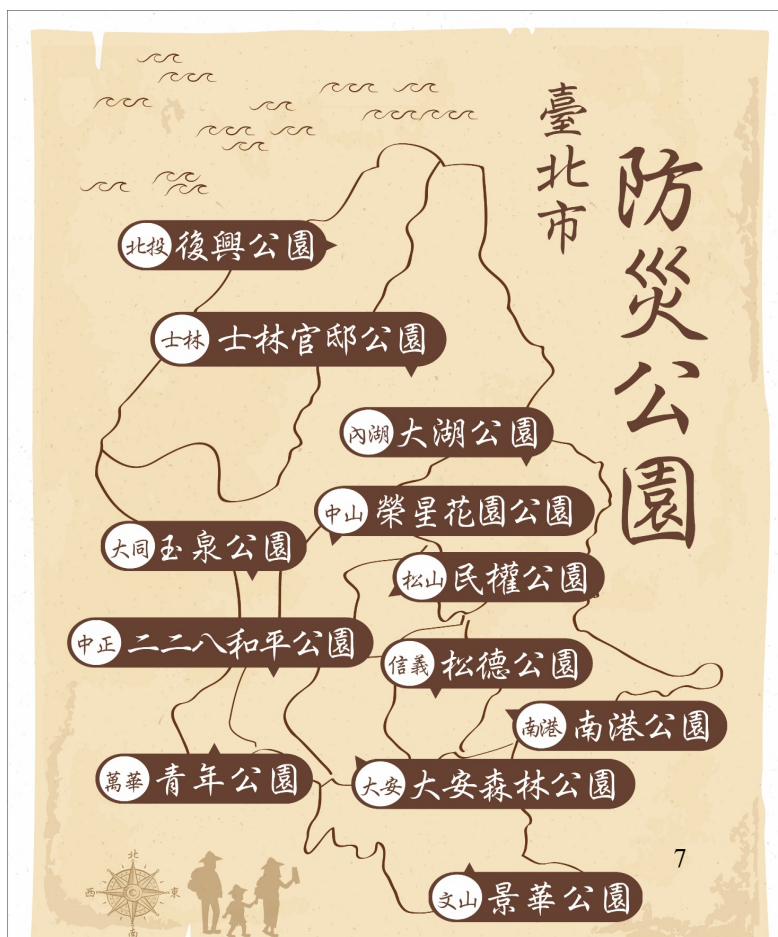 臺北市
防災公園
北投 後興公園
士林 士林官邸公園
內湖 大湖公園
中山 榮星花園公園
大同 玉泉公園
松山 民權公園
中正 二二八和平公園
信義 松德公園
南港 南港公園
萬華 青年公園
大安 大安森林公園
文山 景華公園
北
西
東
南
7